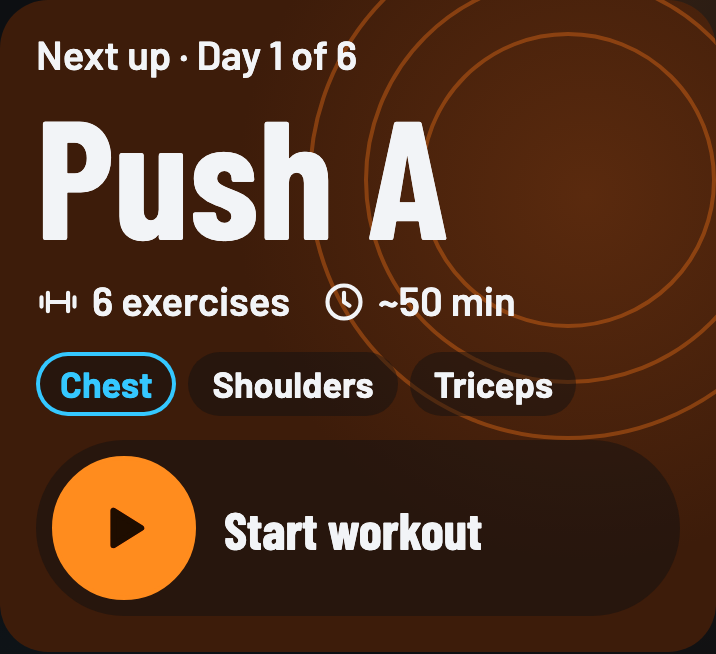 Next up · Day 1 of 6
Push A
6 exercises ~50 min
Chest Shoulders Triceps
Start workout